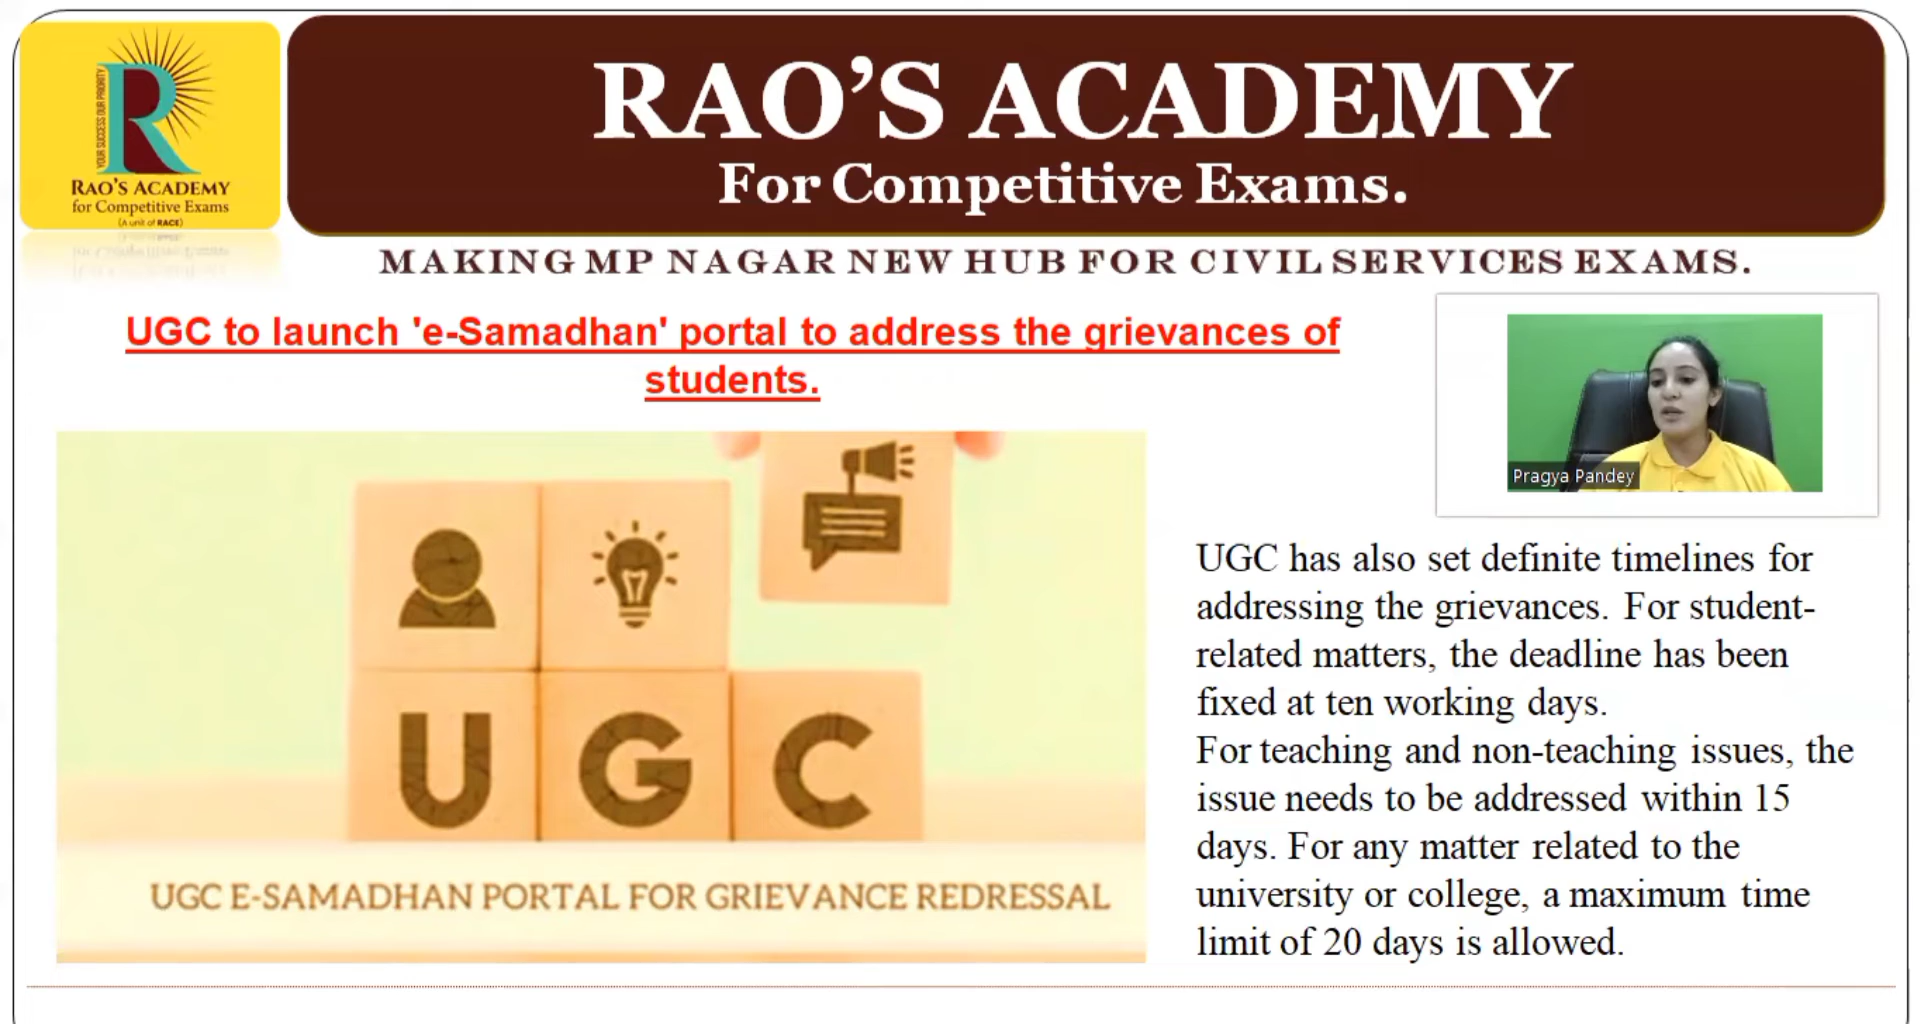 YOUR SUCCESS OUR PRIORITY
RAO'S ACADEMY
for Competitive Exams
(A unit of RACE)
RAO'S ACADEMY
For Competitive Exams.
MAKING MP NAGAR NEW HUB FOR CIVIL SERVICES EXAMS.
UGC to launch 'e-Samadhan' portal to address the grievances of
students.
Pragya Pandey
U G C
UGC E-SAMADHAN PORTAL FOR GRIEVANCE REDRESSAL
UGC has also set definite timelines for
addressing the grievances. For student-
related matters, the deadline has been
fixed at ten working days.
For teaching and non-teaching issues, the
issue needs to be addressed within 15
days. For any matter related to the
university or college, a maximum time
limit of 20 days is allowed.